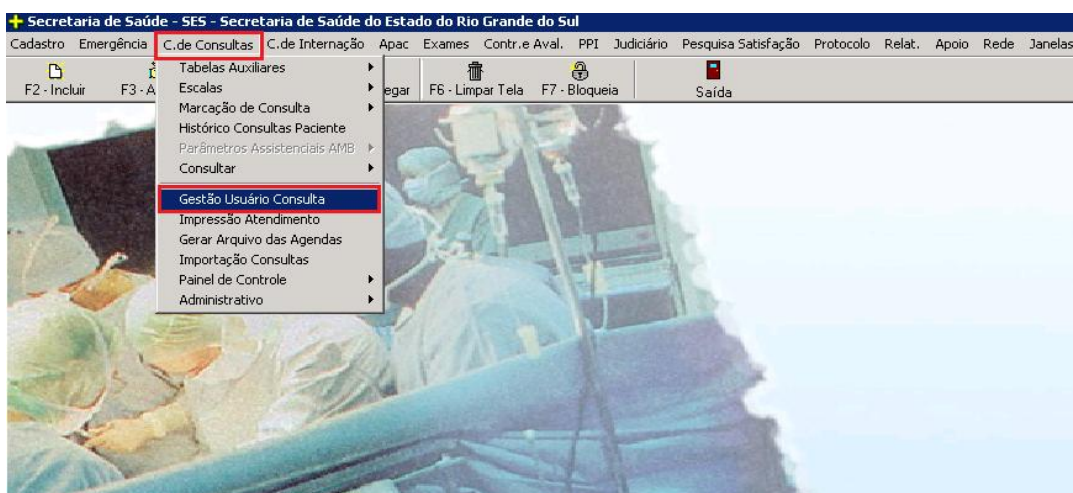 Secretaria de Saúde - SES - Secretaria de Saúde do Estado do Rio Grande do Sul
Cadastro Emergência C.de Consultas C.de Internação Apac Exames Contr.e Aval. PPI Judiciário Pesquisa Satisfação Protocolo Relat. Apoio Rede Janelas
F2 - Incluir F3 - A egar F6 - Limpar Tela F7 - Bloqueia Saída
Tabelas Auxiliares
Escalas
Marcação de Consulta
Histórico Consultas Paciente
Parâmetros Assistenciais AMB
Consultar
Gestão Usuário Consulta
Impressão Atendimento
Gerar Arquivo das Agendas
Importação Consultas
Painel de Controle
Administrativo